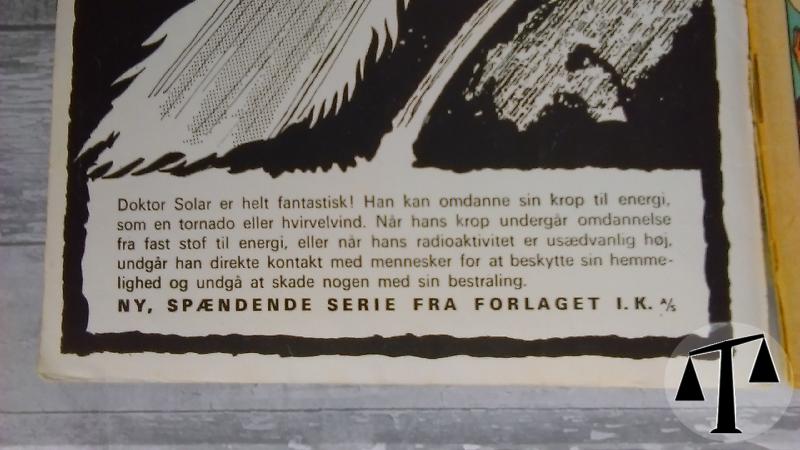 Doktor Solar er helt fantastisk! Han kan omdanne sin krop til energi,
som en tornado eller hvirvelvind. Når hans krop undergår omdannelse
fra fast stof til energi, eller når hans radioaktivitet er usædvanlig høj,
undgår han direkte kontakt med mennesker for at beskytte sin hemme-
lighed og undgå at skade nogen med sin bestråling.
NY, SPÆNDENDE SERIE FRA FORLAGET I. K. A/S